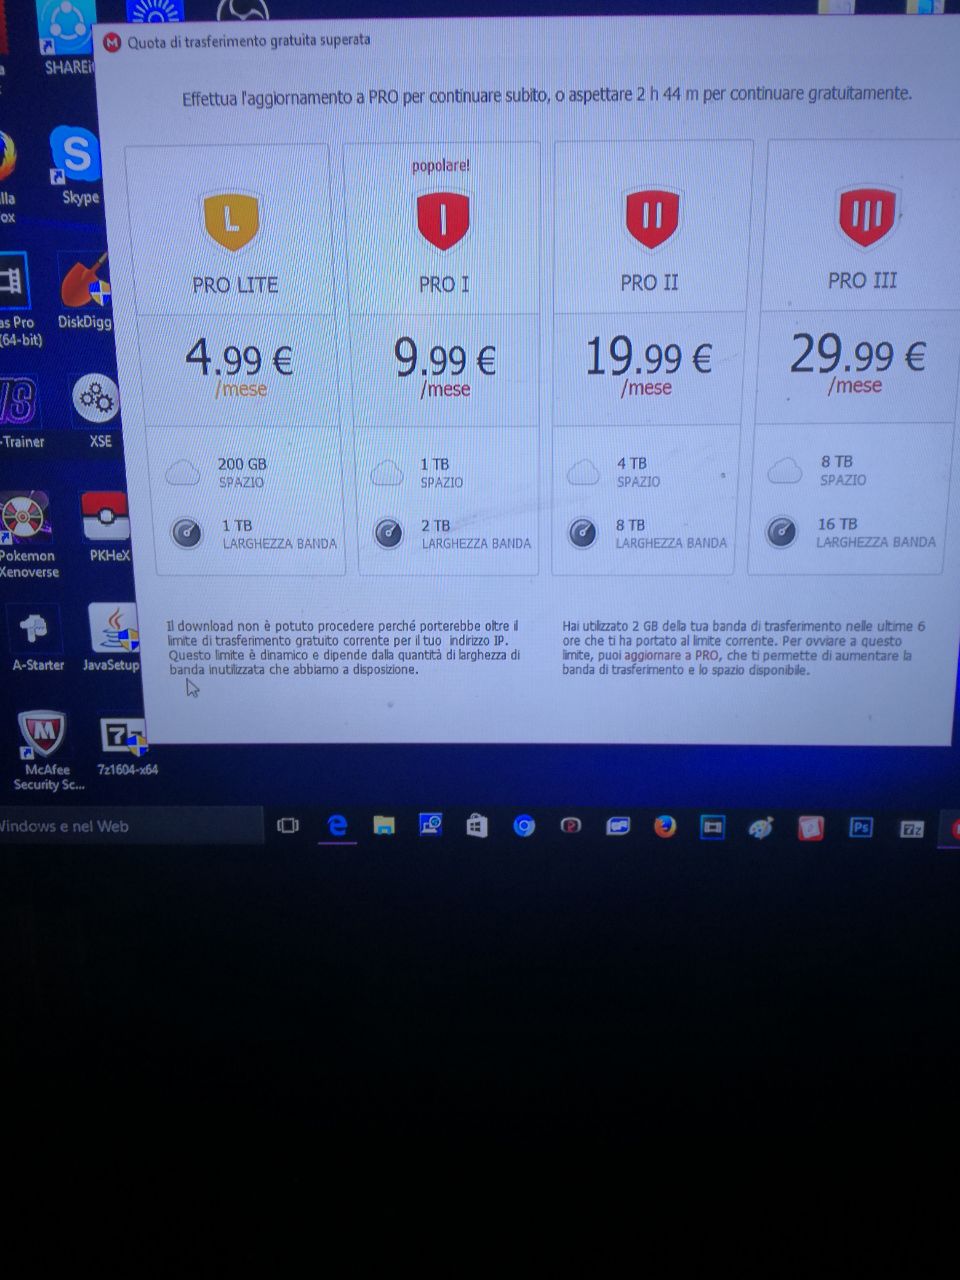 Quota di trasferimento gratuita superata
Effettua l'aggiornamento a PRO per continuare subito, o aspettare 2 h 44 m per continuare gratuitamente.
L
PRO LITE
4.99 €
/mese
200 GB
SPAZIO
1 TB
LARGHEZZA BANDA
popolare!
I
PRO I
9.99 €
/mese
1 TB
SPAZIO
2 TB
LARGHEZZA BANDA
II
PRO II
19.99 €
/mese
4 TB
SPAZIO
8 TB
LARGHEZZA BANDA
III
PRO III
29.99 €
/mese
8 TB
SPAZIO
16 TB
LARGHEZZA BANDA
Il download non è potuto procedere perché porterebbe oltre il
limite di trasferimento gratuito corrente per il tuo indirizzo IP.
Questo limite è dinamico e dipende dalla quantità di larghezza di
banda inutilizzata che abbiamo a disposizione.
Hai utilizzato 2 GB della tua banda di trasferimento nelle ultime 6
ore che ti ha portato al limite corrente. Per ovviare a questo
limite, puoi aggiornare a PRO, che ti permette di aumentare la
banda di trasferimento e lo spazio disponibile.
SHAREi
Skype
lla
ox
as Pro
(64-bit)
DiskDigg
-Trainer
XSE
Pokemon
Xenoverse
PKHeX
A-Starter
JavaSetup
McAfee
Security Sc...
7z1604-x64
Windows e nel Web
Ps
7z